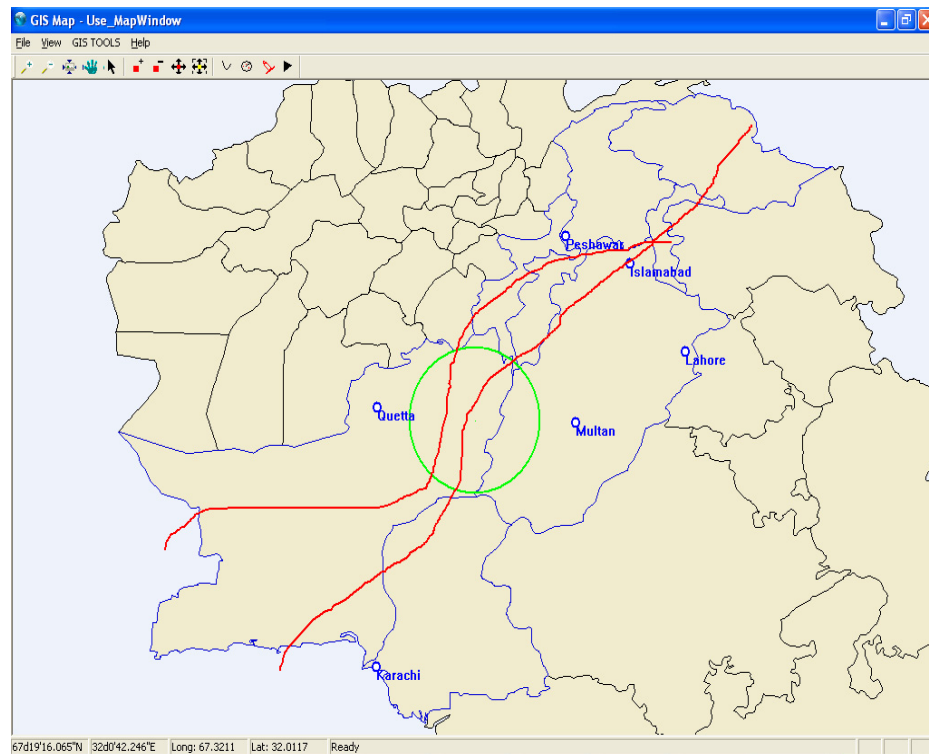 GIS Map - Use_MapWindow
File View GIS TOOLS Help
Peshawar
Islamabad
Lahore
Quetta
Multan
Karachi
67d19'16.065"N 32d0'42.246"E Long: 67.3211 Lat: 32.0117 Ready